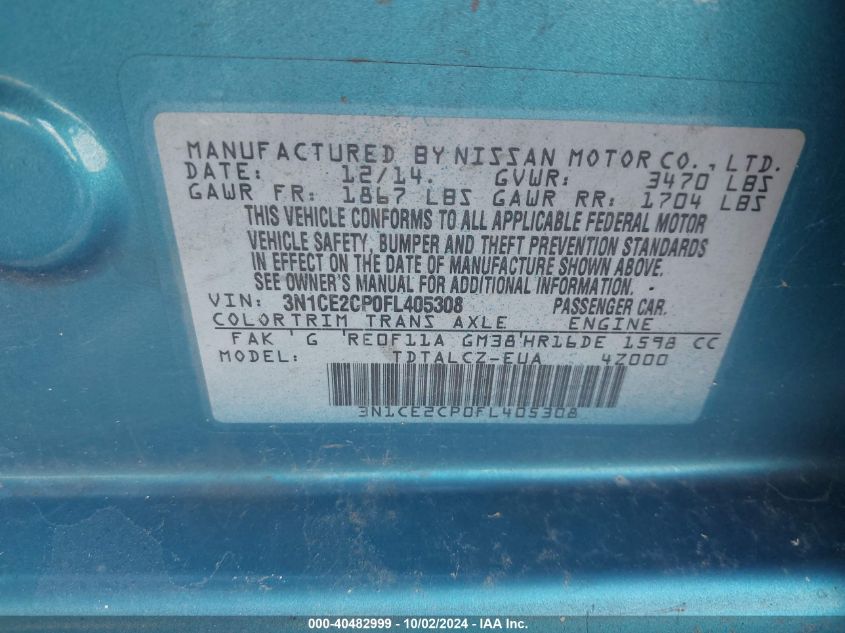 MANUFACTURED BY NISSAN MOTOR CO., LTD.
DATE: 12/14. GVWR: 3470 LBS
GAWR FR: 1867 LBS GAWR RR: 1704 LBS
THIS VEHICLE CONFORMS TO ALL APPLICABLE FEDERAL MOTOR
VEHICLE SAFETY, BUMPER AND THEFT PREVENTION STANDARDS
IN EFFECT ON THE DATE OF MANUFACTURE SHOWN ABOVE.
SEE OWNER'S MANUAL FOR ADDITIONAL INFORMATION.
VIN: 3N1CE2CP0FL405308 PASSENGER CAR.
COLORTRIM TRANS AXLE ENGINE
FAK ' G 'RE0F11A GM38'HR16DE 1598 CC
MODEL: TDTALCZ-EUA 4Z000
3N1CE2CP0FL405308
000-40482999 - 10/02/2024 - IAA Inc.